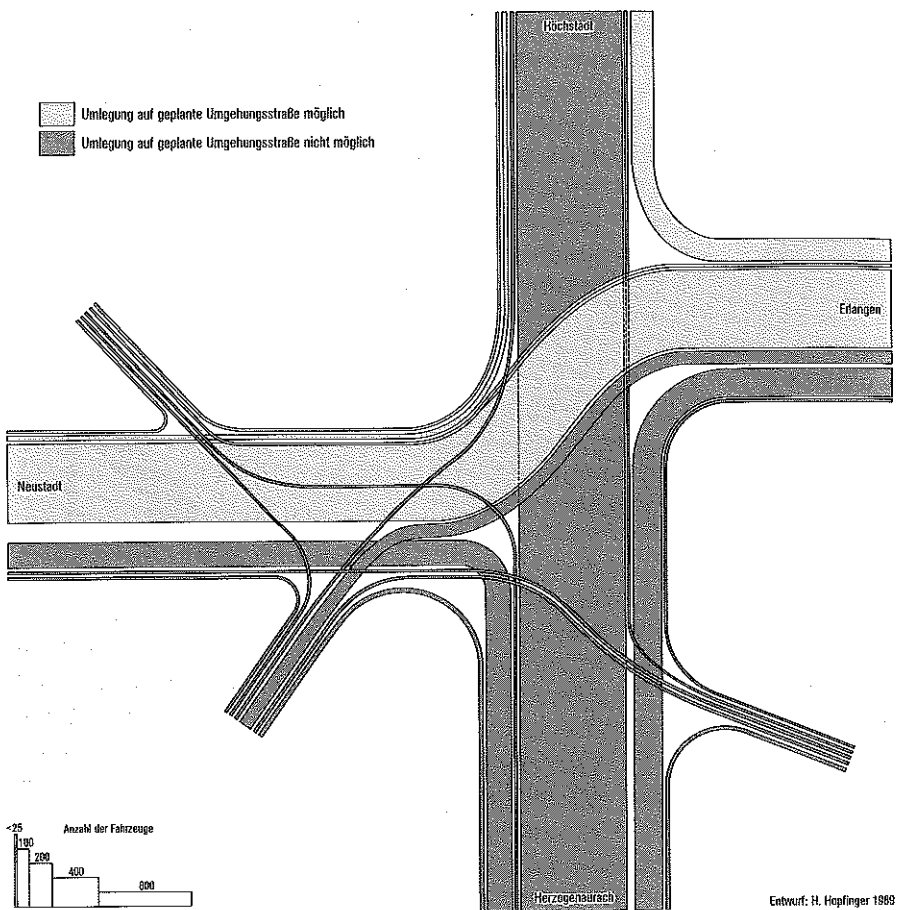 Höchstadt
Umlegung auf geplante Umgehungsstraße möglich
Umlegung auf geplante Umgehungsstraße nicht möglich
Erlangen
Neustadt
Anzahl der Fahrzeuge
<25
100
200
400
800
Herzogenaurach
Entwurf: H. Hopfinger 1989